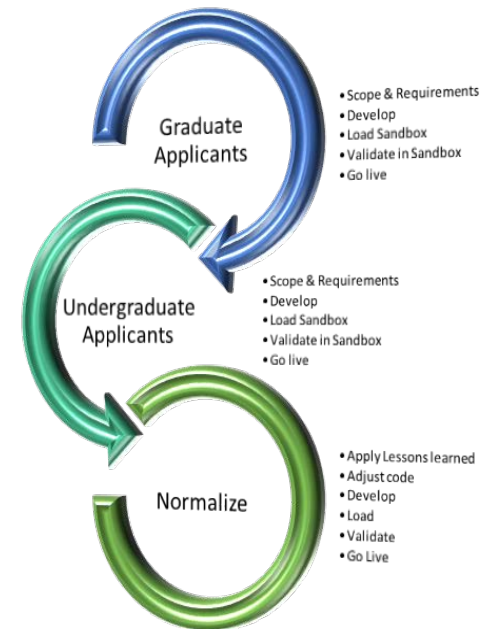 Graduate
Applicants
• Scope & Requirements
• Develop
• Load Sandbox
• Validate in Sandbox
• Go live
Undergraduate
Applicants
• Scope & Requirements
• Develop
• Load Sandbox
• Validate in Sandbox
• Go live
Normalize
• Apply Lessons learned
• Adjust code
• Develop
• Load
• Validate
• Go Live